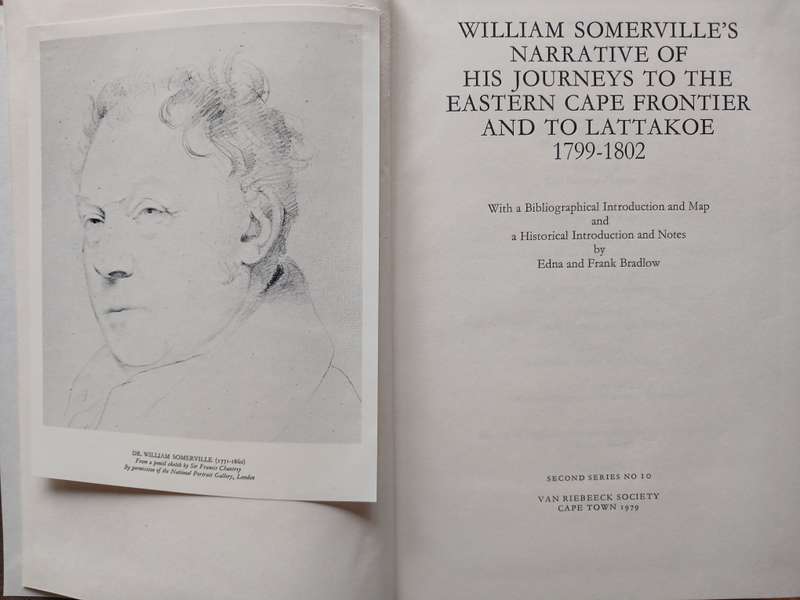 DR. WILLIAM SOMERVILLE (1771-1860)
From a pencil sketch by Sir Francis Chantrey
By permission of the National Portrait Gallery, London
WILLIAM SOMERVILLE'S
NARRATIVE OF
HIS JOURNEYS TO THE
EASTERN CAPE FRONTIER
AND TO LATTAKOE
1799-1802
With a Bibliographical Introduction and Map
and
a Historical Introduction and Notes
by
Edna and Frank Bradlow
SECOND SERIES NO 10
VAN RIEBEECK SOCIETY
CAPE TOWN 1979